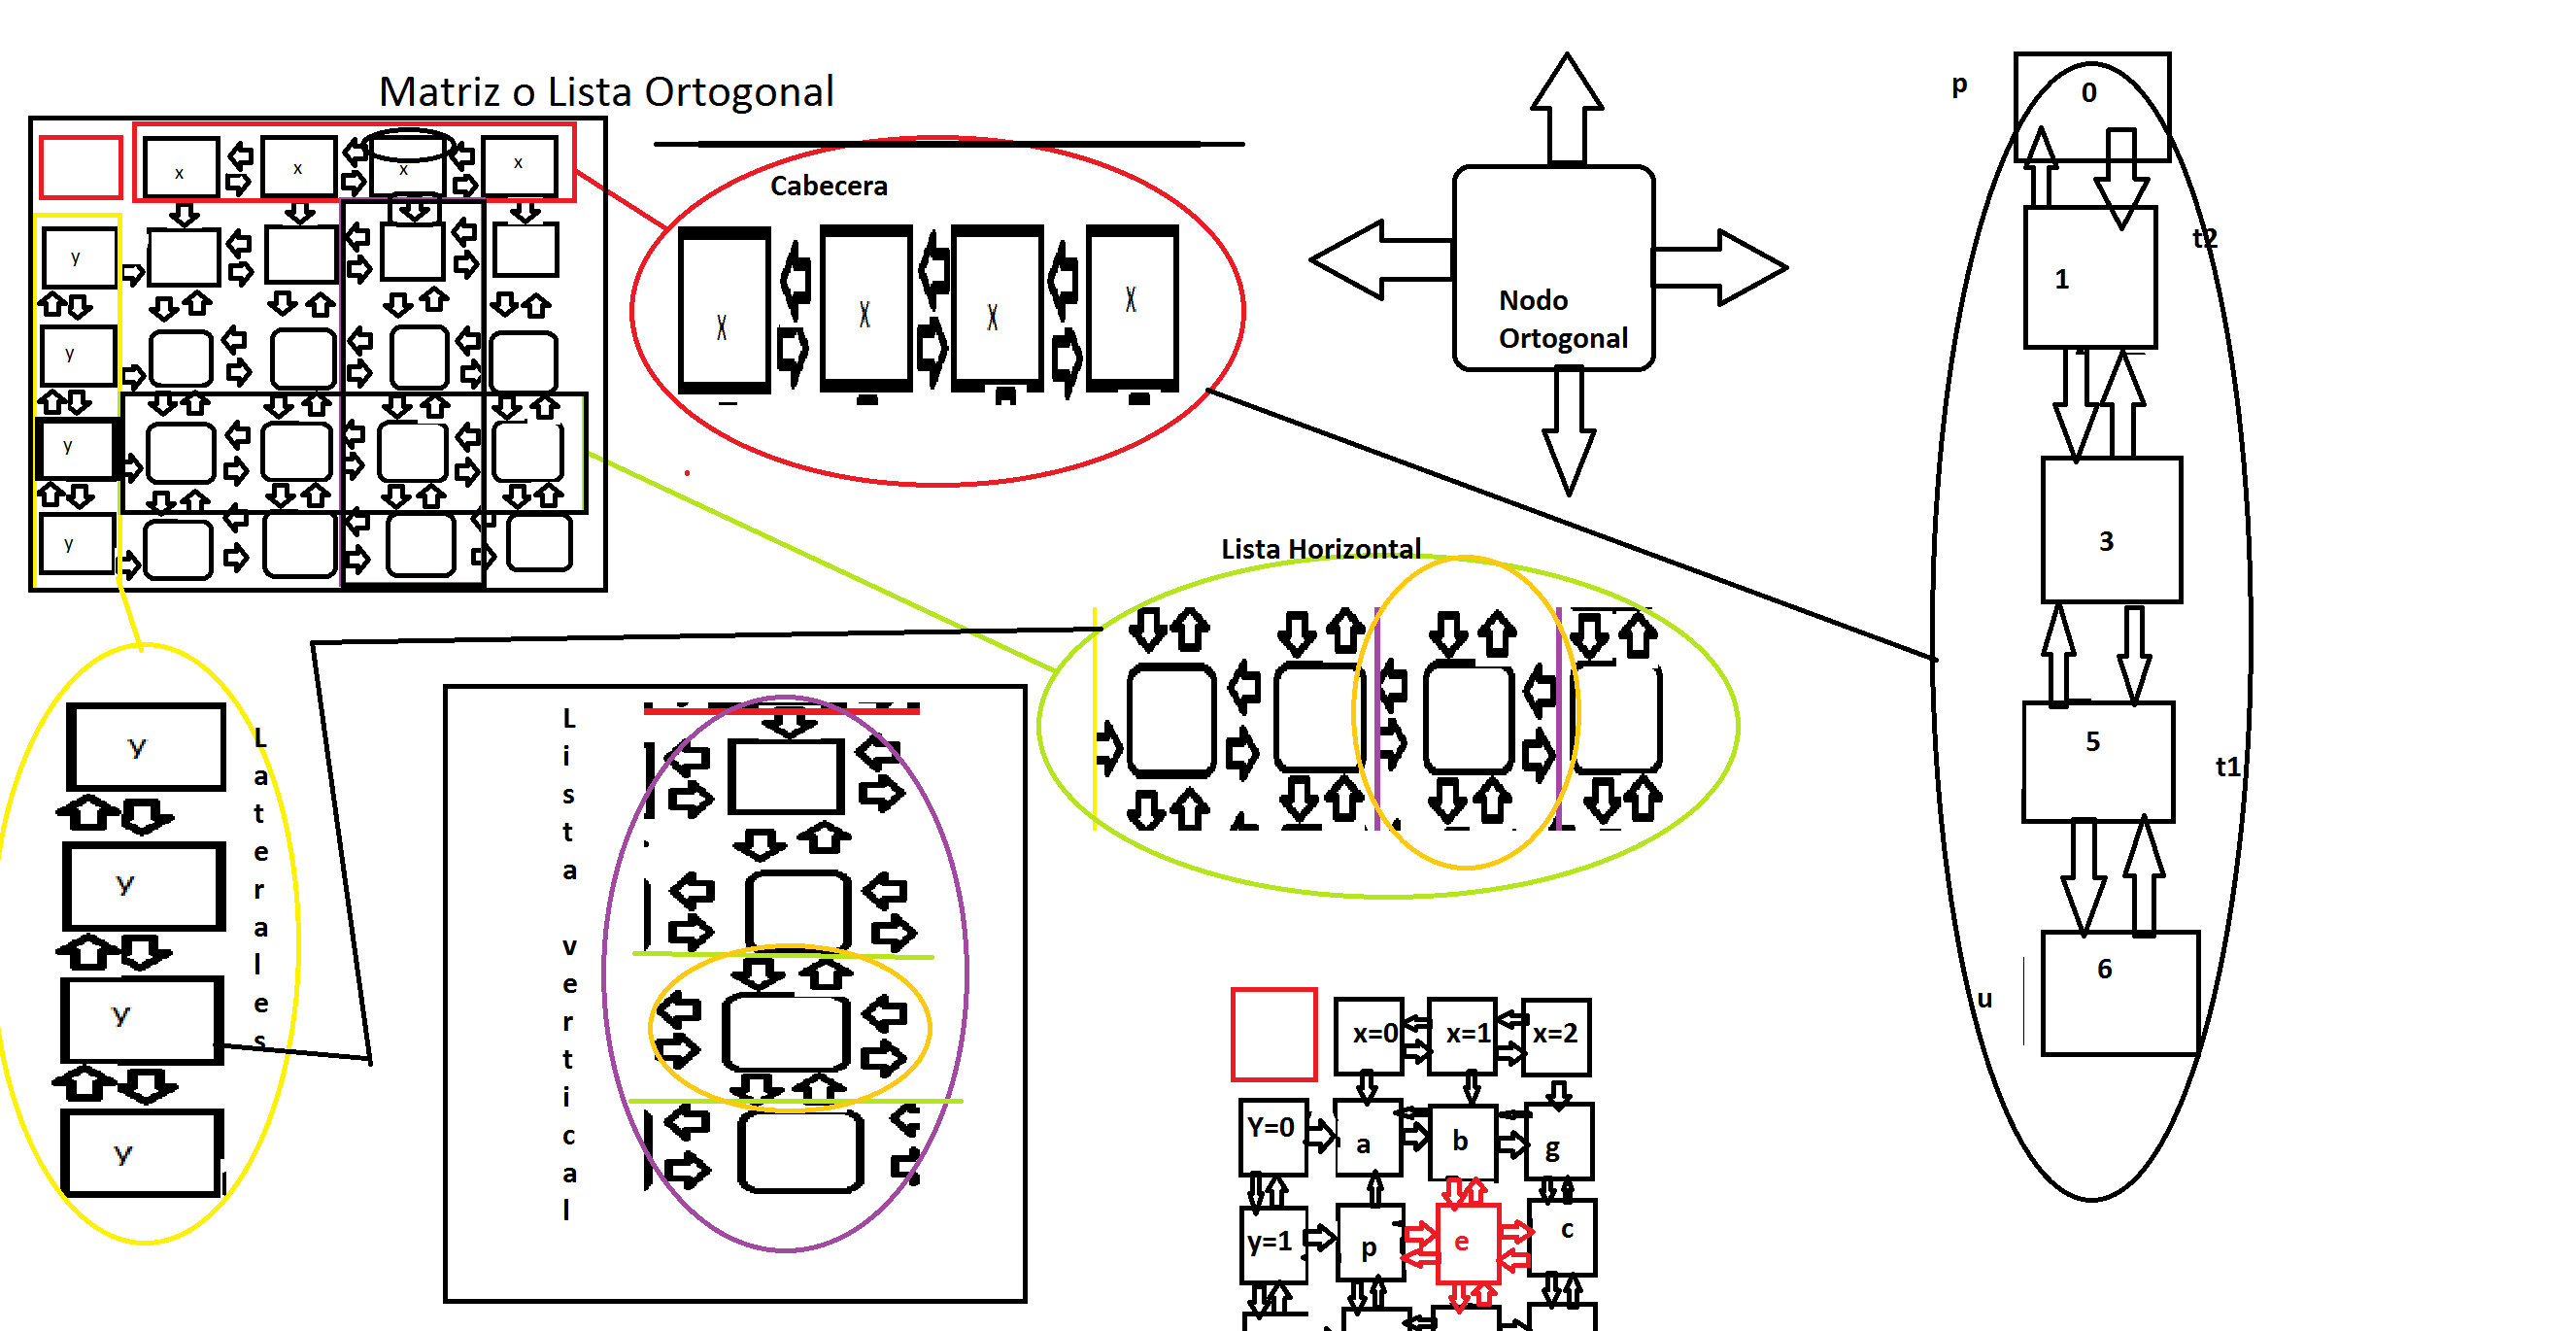 Matriz o Lista Ortogonal
x
x
x
x
y
y
y
y
Cabecera
X
X
X
X
Nodo
Ortogonal
p
0
t2
1
3
5
t1
6
u
Lista Horizontal
y
y
y
y
Laterales
Lista vertical
x=0
x=1
x=2
Y=0
a
b
g
y=1
p
e
c